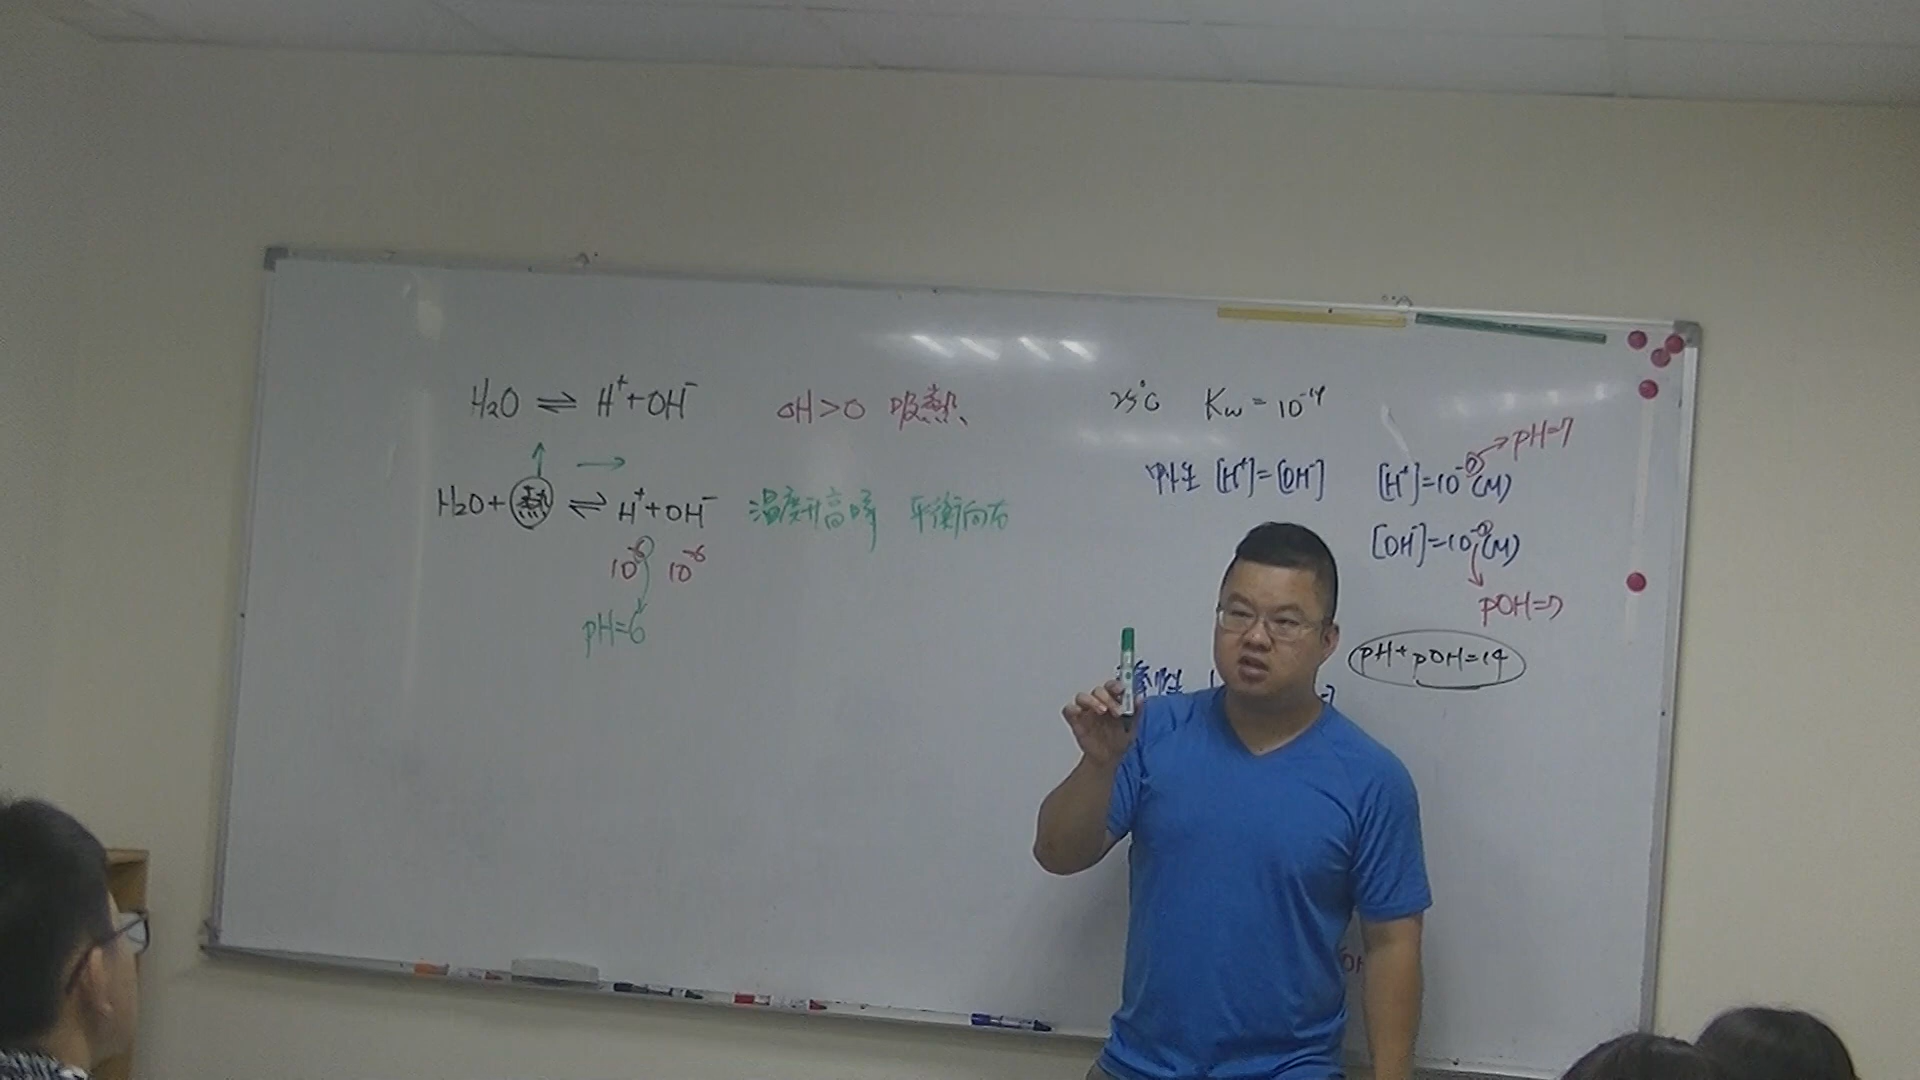 H₂O ⇌ H⁺+OH⁻ ΔH>0 吸熱
H₂O+熱 ⇌ H⁺+OH⁻ 温度升高時 平衡向右
10⁻⁶ 10⁻⁶
pH=6
25°C Kw=10⁻¹⁴
中性 [H⁺]=[OH⁻] [H⁺]=10⁻⁷(M) pH=7
[OH⁻]=10⁻⁷(M)
pOH=7
pH+pOH=14